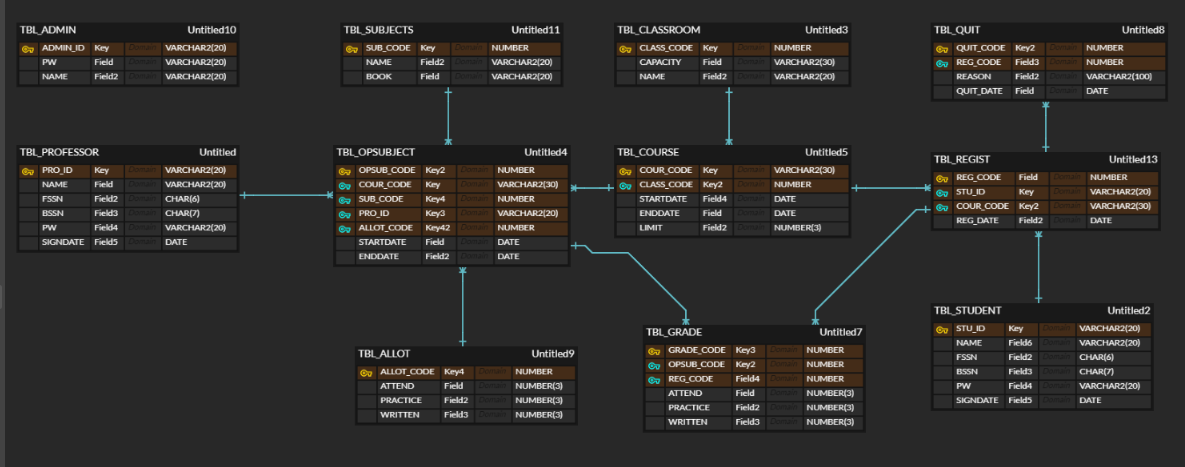 TBL_ADMIN Untitled10
ADMIN_ID Key Domain VARCHAR2(20)
PW Field Domain VARCHAR2(20)
NAME Field2 Domain VARCHAR2(20)
TBL_SUBJECTS Untitled11
SUB_CODE Key Domain NUMBER
NAME Field2 Domain VARCHAR2(20)
BOOK Field Domain VARCHAR2(20)
TBL_CLASSROOM Untitled3
CLASS_CODE Key Domain NUMBER
CAPACITY Field Domain VARCHAR2(30)
NAME Field2 Domain VARCHAR2(20)
TBL_QUIT Untitled8
QUIT_CODE Key2 Domain NUMBER
REG_CODE Field3 Domain NUMBER
REASON Field2 Domain VARCHAR2(100)
QUIT_DATE Field Domain DATE
TBL_PROFESSOR Untitled
PRO_ID Key Domain VARCHAR2(20)
NAME Field Domain VARCHAR2(20)
FSSN Field2 Domain CHAR(6)
BSSN Field3 Domain CHAR(7)
PW Field4 Domain VARCHAR2(20)
SIGNDATE Field5 Domain DATE
TBL_OPSUBJECT Untitled4
OPSUB_CODE Key2 Domain NUMBER
COUR_CODE Key Domain VARCHAR2(30)
SUB_CODE Key4 Domain NUMBER
PRO_ID Key3 Domain VARCHAR2(20)
ALLOT_CODE Key42 Domain NUMBER
STARTDATE Field Domain DATE
ENDDATE Field2 Domain DATE
TBL_COURSE Untitled5
COUR_CODE Key Domain VARCHAR2(30)
CLASS_CODE Key2 Domain NUMBER
STARTDATE Field4 Domain DATE
ENDDATE Field Domain DATE
LIMIT Field2 Domain NUMBER(3)
TBL_REGIST Untitled13
REG_CODE Field Domain NUMBER
STU_ID Key Domain VARCHAR2(20)
COUR_CODE Key2 Domain VARCHAR2(30)
REG_DATE Field2 Domain DATE
TBL_ALLOT Untitled9
ALLOT_CODE Key4 Domain NUMBER
ATTEND Field Domain NUMBER(3)
PRACTICE Field2 Domain NUMBER(3)
WRITTEN Field3 Domain NUMBER(3)
TBL_GRADE Untitled7
GRADE_CODE Key3 Domain NUMBER
OPSUB_CODE Key2 Domain NUMBER
REG_CODE Field4 Domain NUMBER
ATTEND Field Domain NUMBER(3)
PRACTICE Field2 Domain NUMBER(3)
WRITTEN Field3 Domain NUMBER(3)
TBL_STUDENT Untitled2
STU_ID Key Domain VARCHAR2(20)
NAME Field6 Domain VARCHAR2(20)
FSSN Field2 Domain CHAR(6)
BSSN Field3 Domain CHAR(7)
PW Field4 Domain VARCHAR2(20)
SIGNDATE Field5 Domain DATE